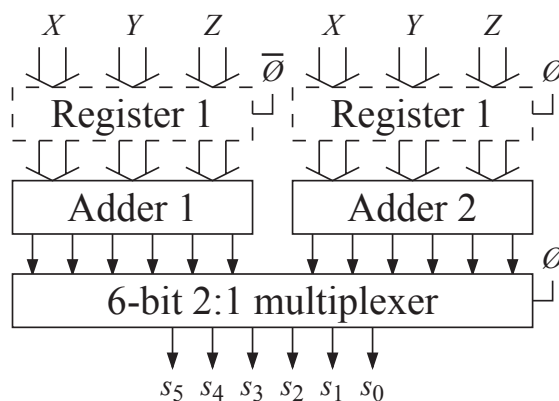 X Y Z X Y Z
Ø̅ Ø
Register 1 Register 1
Adder 1 Adder 2
Ø
6-bit 2:1 multiplexer
s₅ s₄ s₃ s₂ s₁ s₀